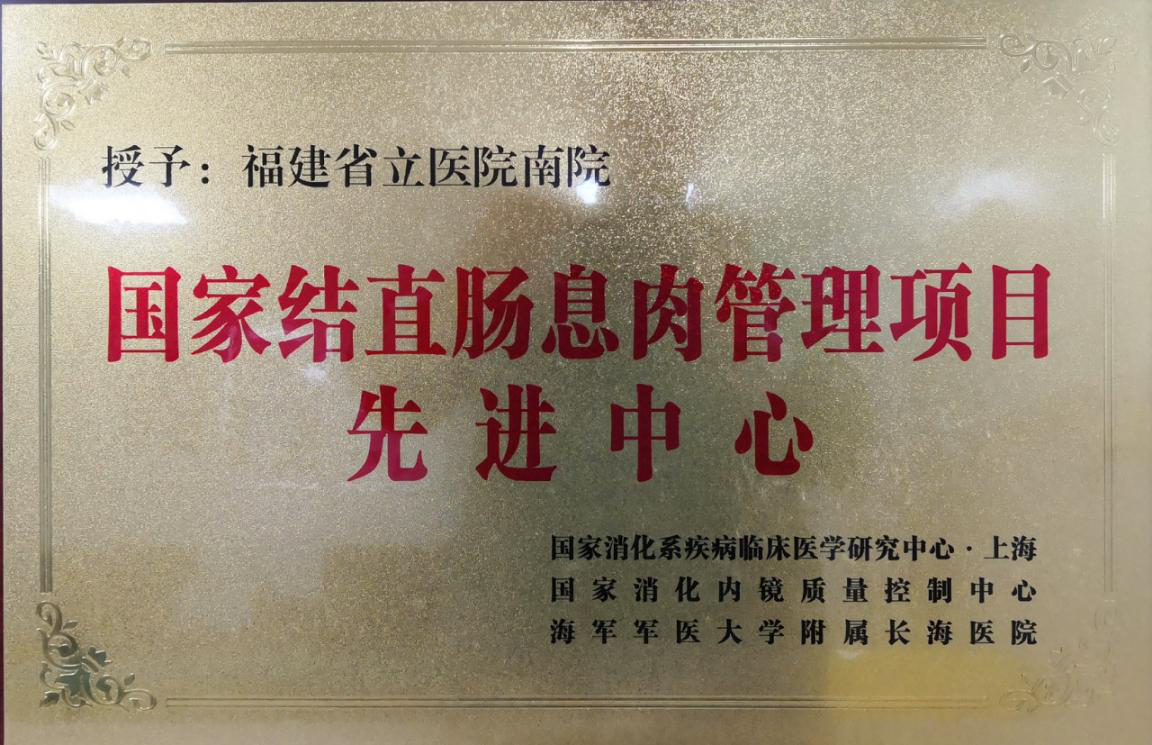 授予：福建省立医院南院
国家结直肠息肉管理项目
先进中心
国家消化系疾病临床医学研究中心·上海
国家消化内镜质量控制中心
海军军医大学附属长海医院